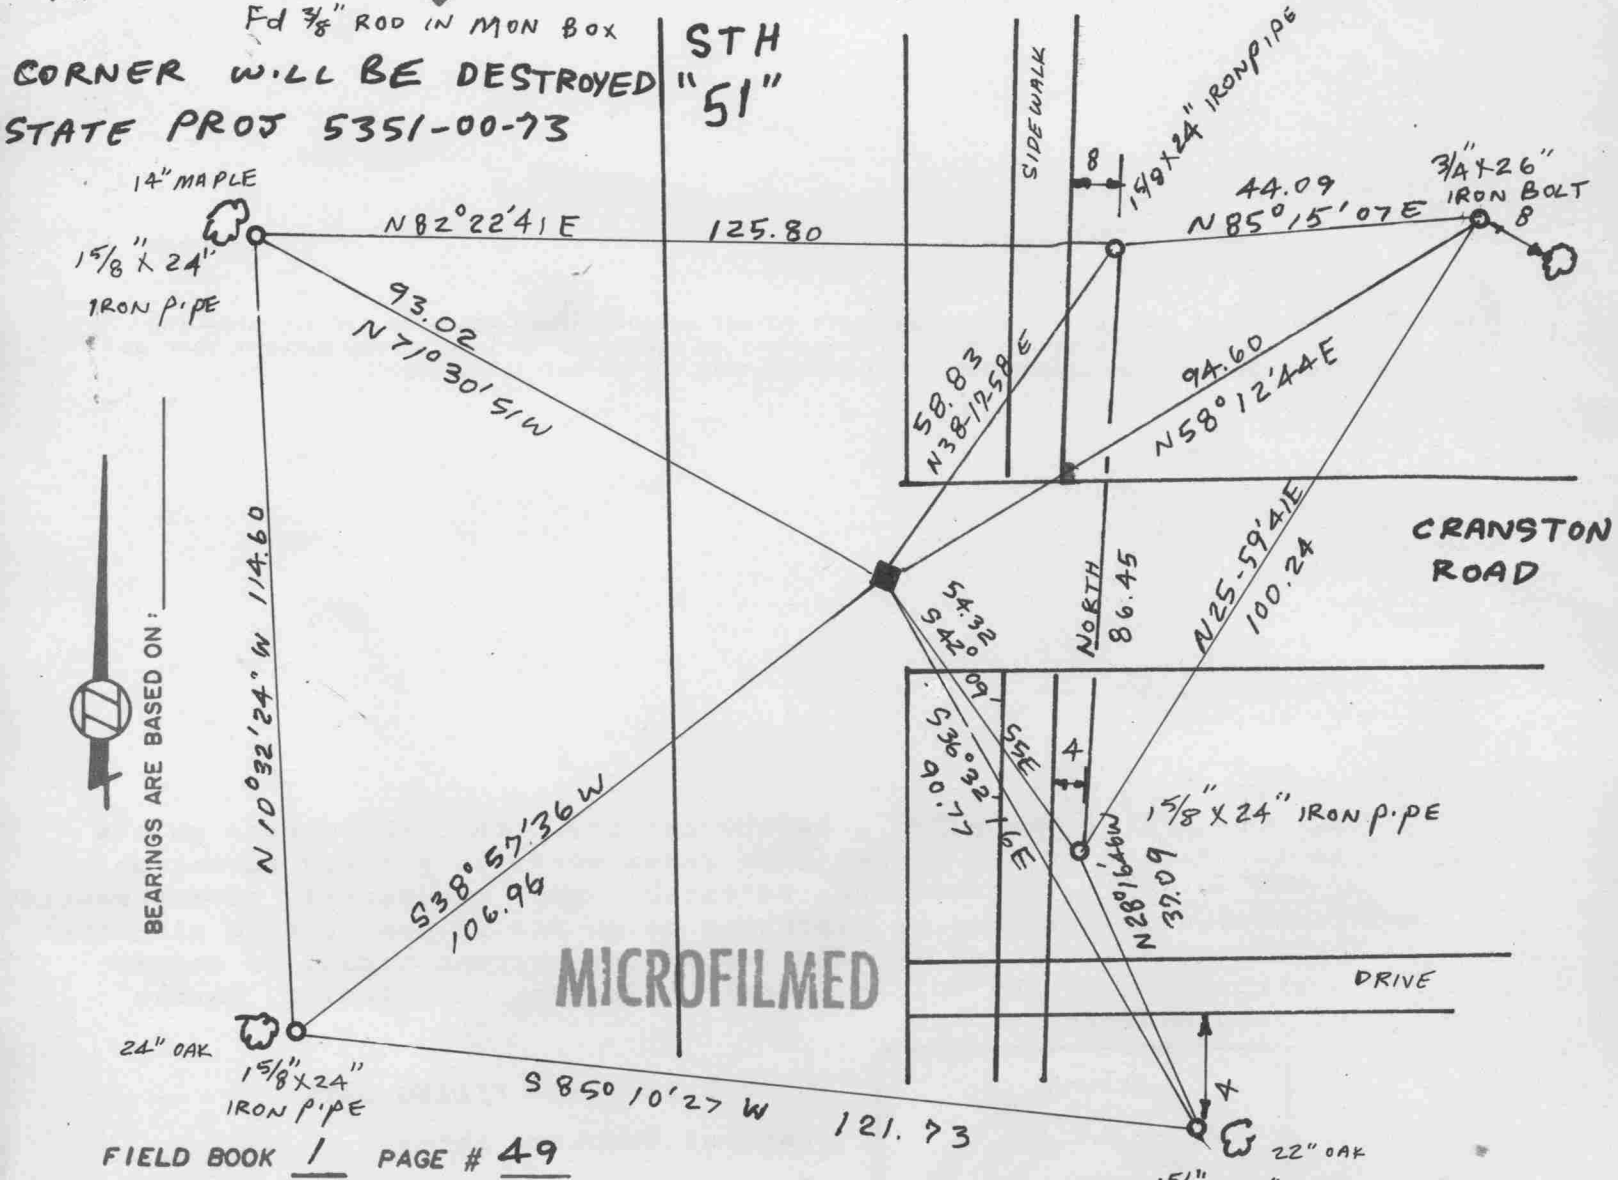 Fd 3/8" ROD IN MON BOX
CORNER WILL BE DESTROYED
STATE PROJ 5351-00-73
STH
"51"
SIDEWALK
8
1 5/8 X 24" IRON PIPE
14" MAPLE
1 5/8" X 24"
IRON PIPE
N 82° 22' 41 E
125.80
44.09
N 85° 15' 07 E
3/4" X 26"
IRON BOLT
8
93.02
N 71° 30' 51 W
58.83
N 38-17-58 E
94.60
N 58° 12' 44 E
N 10° 32' 24" W 114.60
BEARINGS ARE BASED ON:
CRANSTON
ROAD
NORTH
86.45
N 25-59' 41 E
100.24
54.32
S 42° 09' 55 E
S 36° 32' 16 E
90.77
4
1 5/8" X 24" IRON PIPE
N 28° 16' 46 W
37.09
S 38° 57' 36 W
106.96
MICROFILMED
DRIVE
4
24" OAK
1 5/8" X 24"
IRON PIPE
S 85° 10' 27 W
121.73
22" OAK
FIELD BOOK 1 PAGE # 49